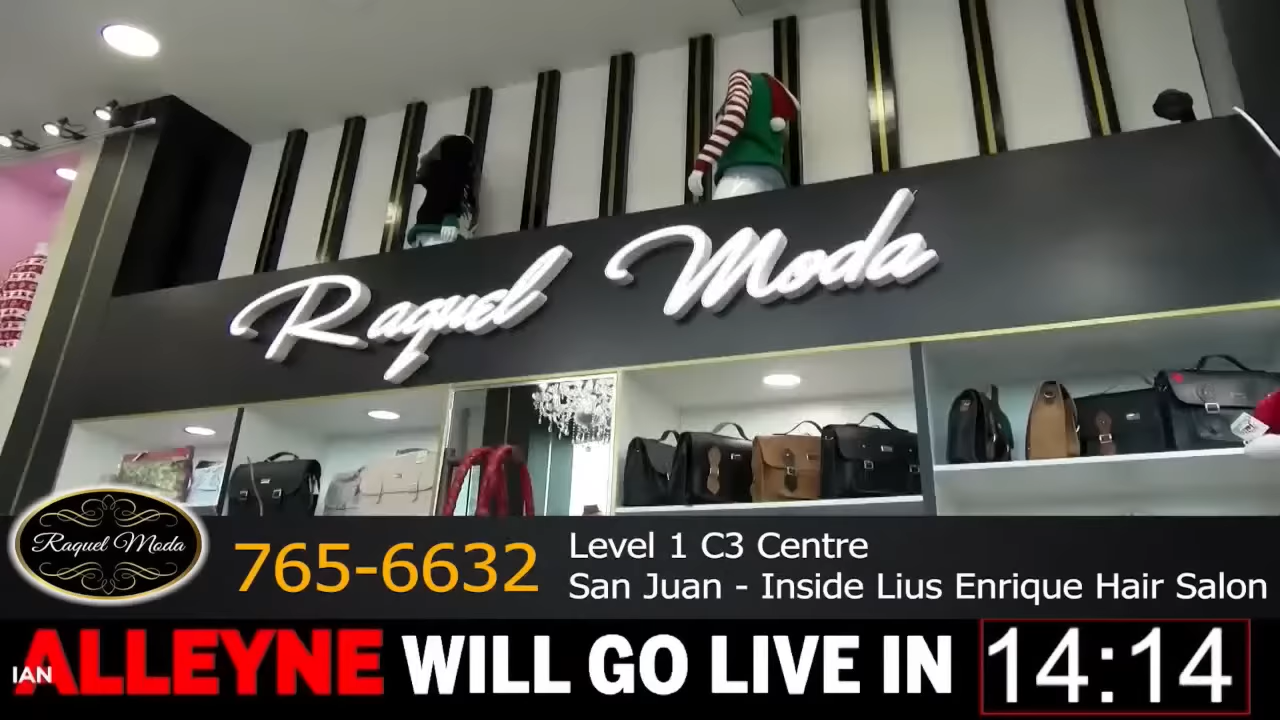 Raquel Moda
Raquel Moda
765-6632
Level 1 C3 Centre
San Juan - Inside Lius Enrique Hair Salon
IAN ALLEYNE WILL GO LIVE IN 14:14